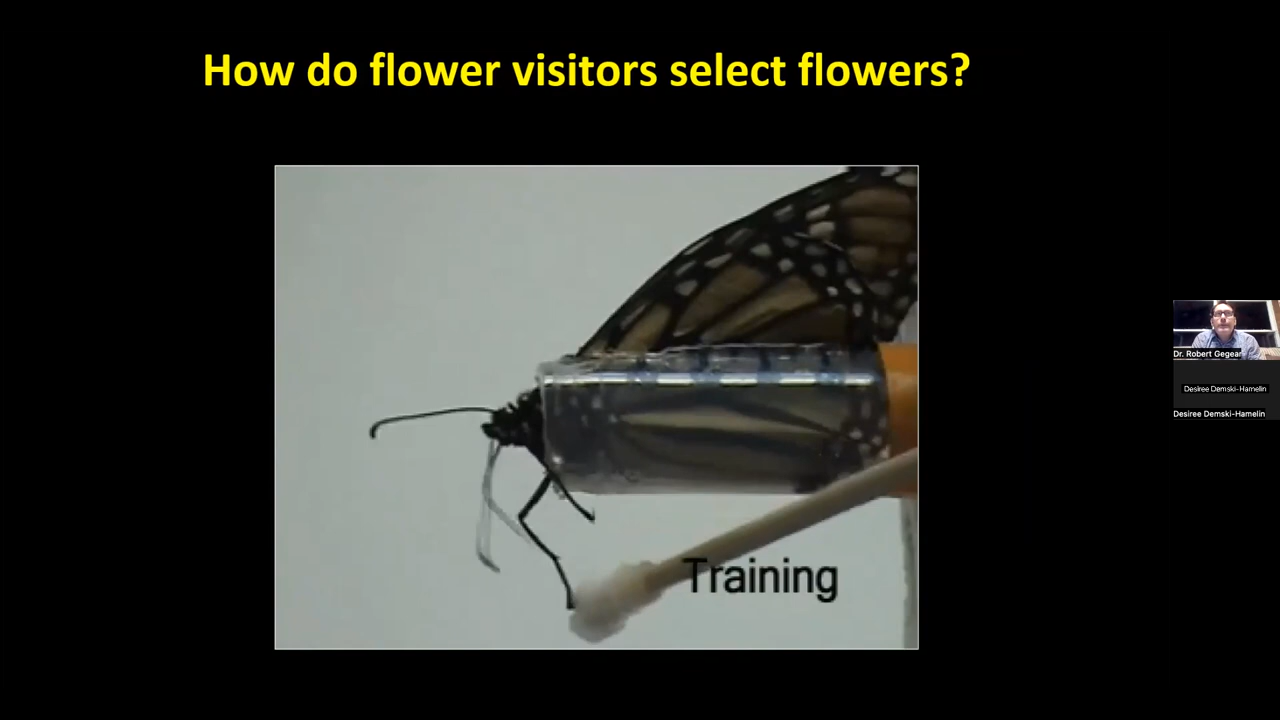 How do flower visitors select flowers?
Training
Dr. Robert Gegear
Desiree Demski-Hamelin
Desiree Demski-Hamelin